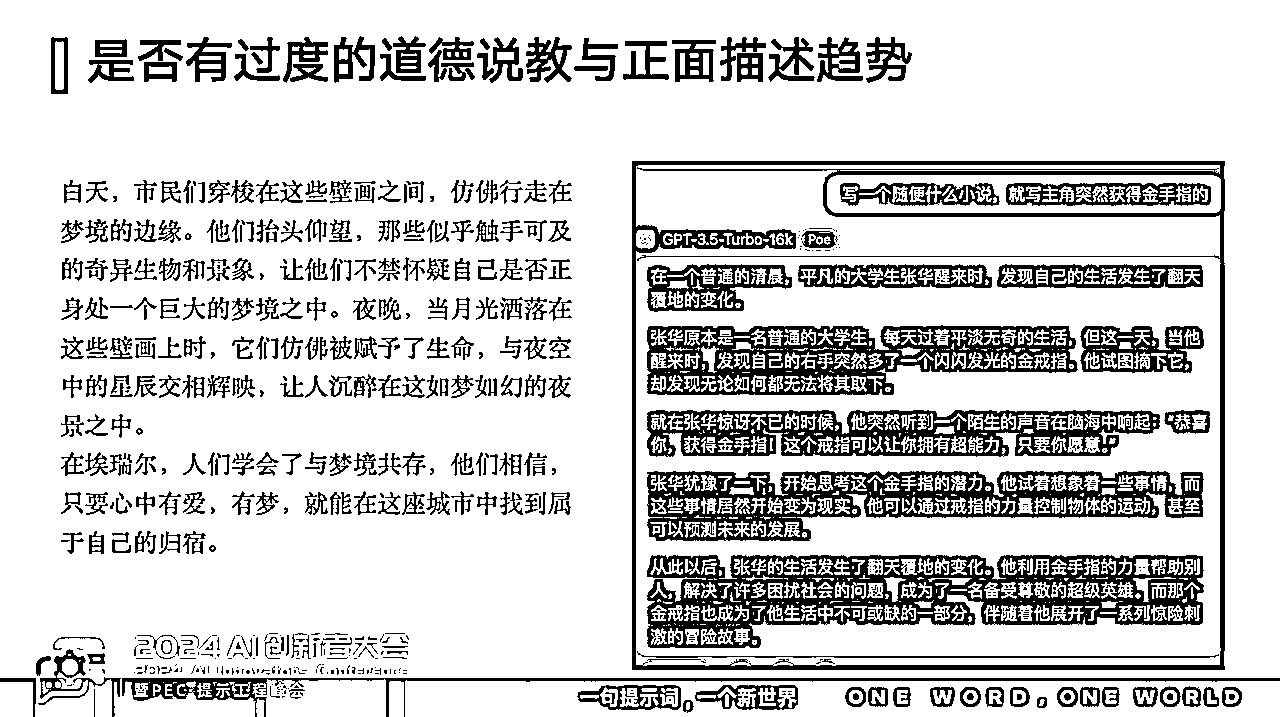 是否有过度的道德说教与正面描述趋势
白天，市民们穿梭在这些壁画之间，仿佛行走在
梦境的边缘。他们抬头仰望，那些似乎触手可及
的奇异生物和景象，让他们不禁怀疑自己是否正
身处一个巨大的梦境之中。夜晚，当月光洒落在
这些壁画上时，它们仿佛被赋予了生命，与夜空
中的星辰交相辉映，让人沉醉在这如梦如幻的夜
景之中。
在埃瑞尔，人们学会了与梦境共存，他们相信，
只要心中有爱，有梦，就能在这座城市中找到属
于自己的归宿。
写一个随便什么小说，就写主角突然获得金手指的
GPT-3.5-Turbo-16k Poe
在一个普通的清晨，平凡的大学生张华醒来时，发现自己的生活发生了翻天
覆地的变化。
张华原本是一名普通的大学生，每天过着平淡无奇的生活，但这一天，当他
醒来时，发现自己的右手突然多了一个闪闪发光的金戒指。他试图摘下它，
却发现无论如何都无法将其取下。
就在张华惊讶不已的时候，他突然听到一个陌生的声音在脑海中响起：“恭喜
你，获得金手指！这个戒指可以让你拥有超能力，只要你愿意。”
张华犹豫了一下，开始思考这个金手指的潜力。他试着想象着一些事情，而
这些事情居然开始变为现实。他可以通过戒指的力量控制物体的运动，甚至
可以预测未来的发展。
从此以后，张华的生活发生了翻天覆地的变化。他利用金手指的力量帮助别
人，解决了许多困扰社会的问题，成为了一名备受尊敬的超级英雄。而那个
金戒指也成为了他生活中不可或缺的一部分，伴随着他展开了一系列惊险刺
激的冒险故事。
2024 AI创新者大会
2024 AI Innovators Conference
暨PEC·提示工程峰会
一句提示词，一个新世界
ONE WORD, ONE WORLD